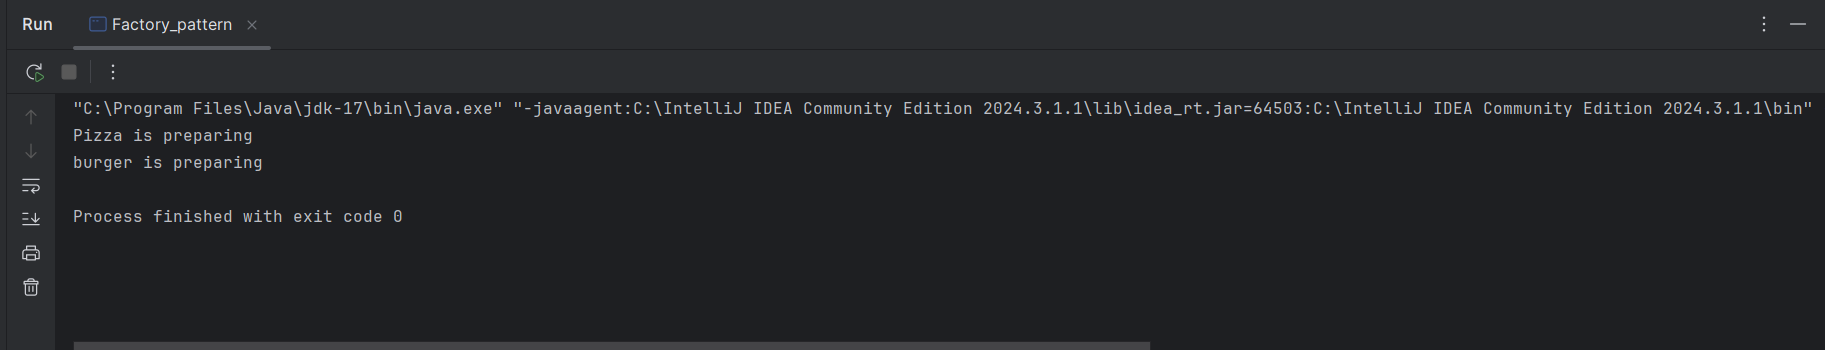 Run Factory_pattern
"C:\Program Files\Java\jdk-17\bin\java.exe" "-javaagent:C:\IntelliJ IDEA Community Edition 2024.3.1.1\lib\idea_rt.jar=64503:C:\IntelliJ IDEA Community Edition 2024.3.1.1\bin"
Pizza is preparing
burger is preparing
Process finished with exit code 0